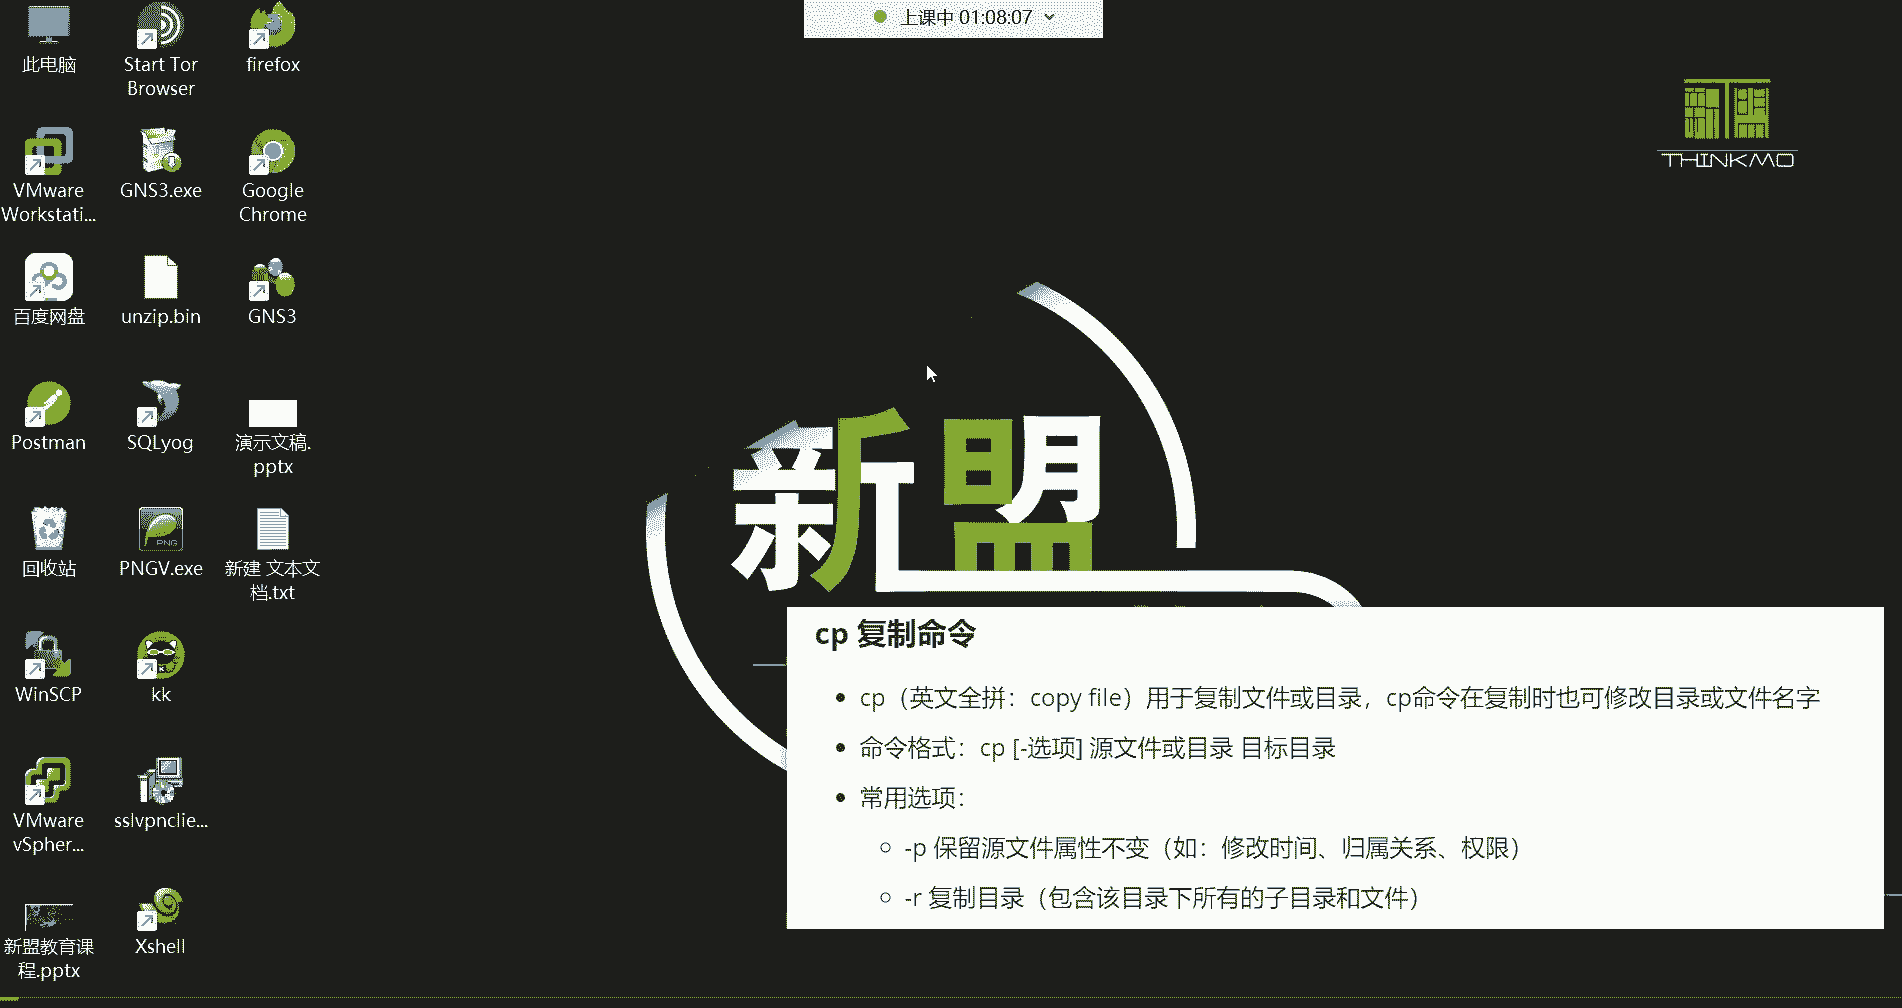 上课中 01:08:07
此电脑
Start Tor
Browser
firefox
THINKMO
VMware
Workstati...
GNS3.exe
Google
Chrome
百度网盘
unzip.bin
GNS3
Postman
SQLyog
演示文稿.
pptx
新盟
回收站
PNGV.exe
PNG
新建 文本文
档.txt
WinSCP
kk
VMware
vSpher...
sslvpnclie...
新盟教育课
程.pptx
Xshell
cp 复制命令
cp（英文全拼：copy file）用于复制文件或目录，cp命令在复制时也可修改目录或文件名字
命令格式：cp [-选项] 源文件或目录 目标目录
常用选项：
-p 保留源文件属性不变（如：修改时间、归属关系、权限）
-r 复制目录（包含该目录下所有的子目录和文件）